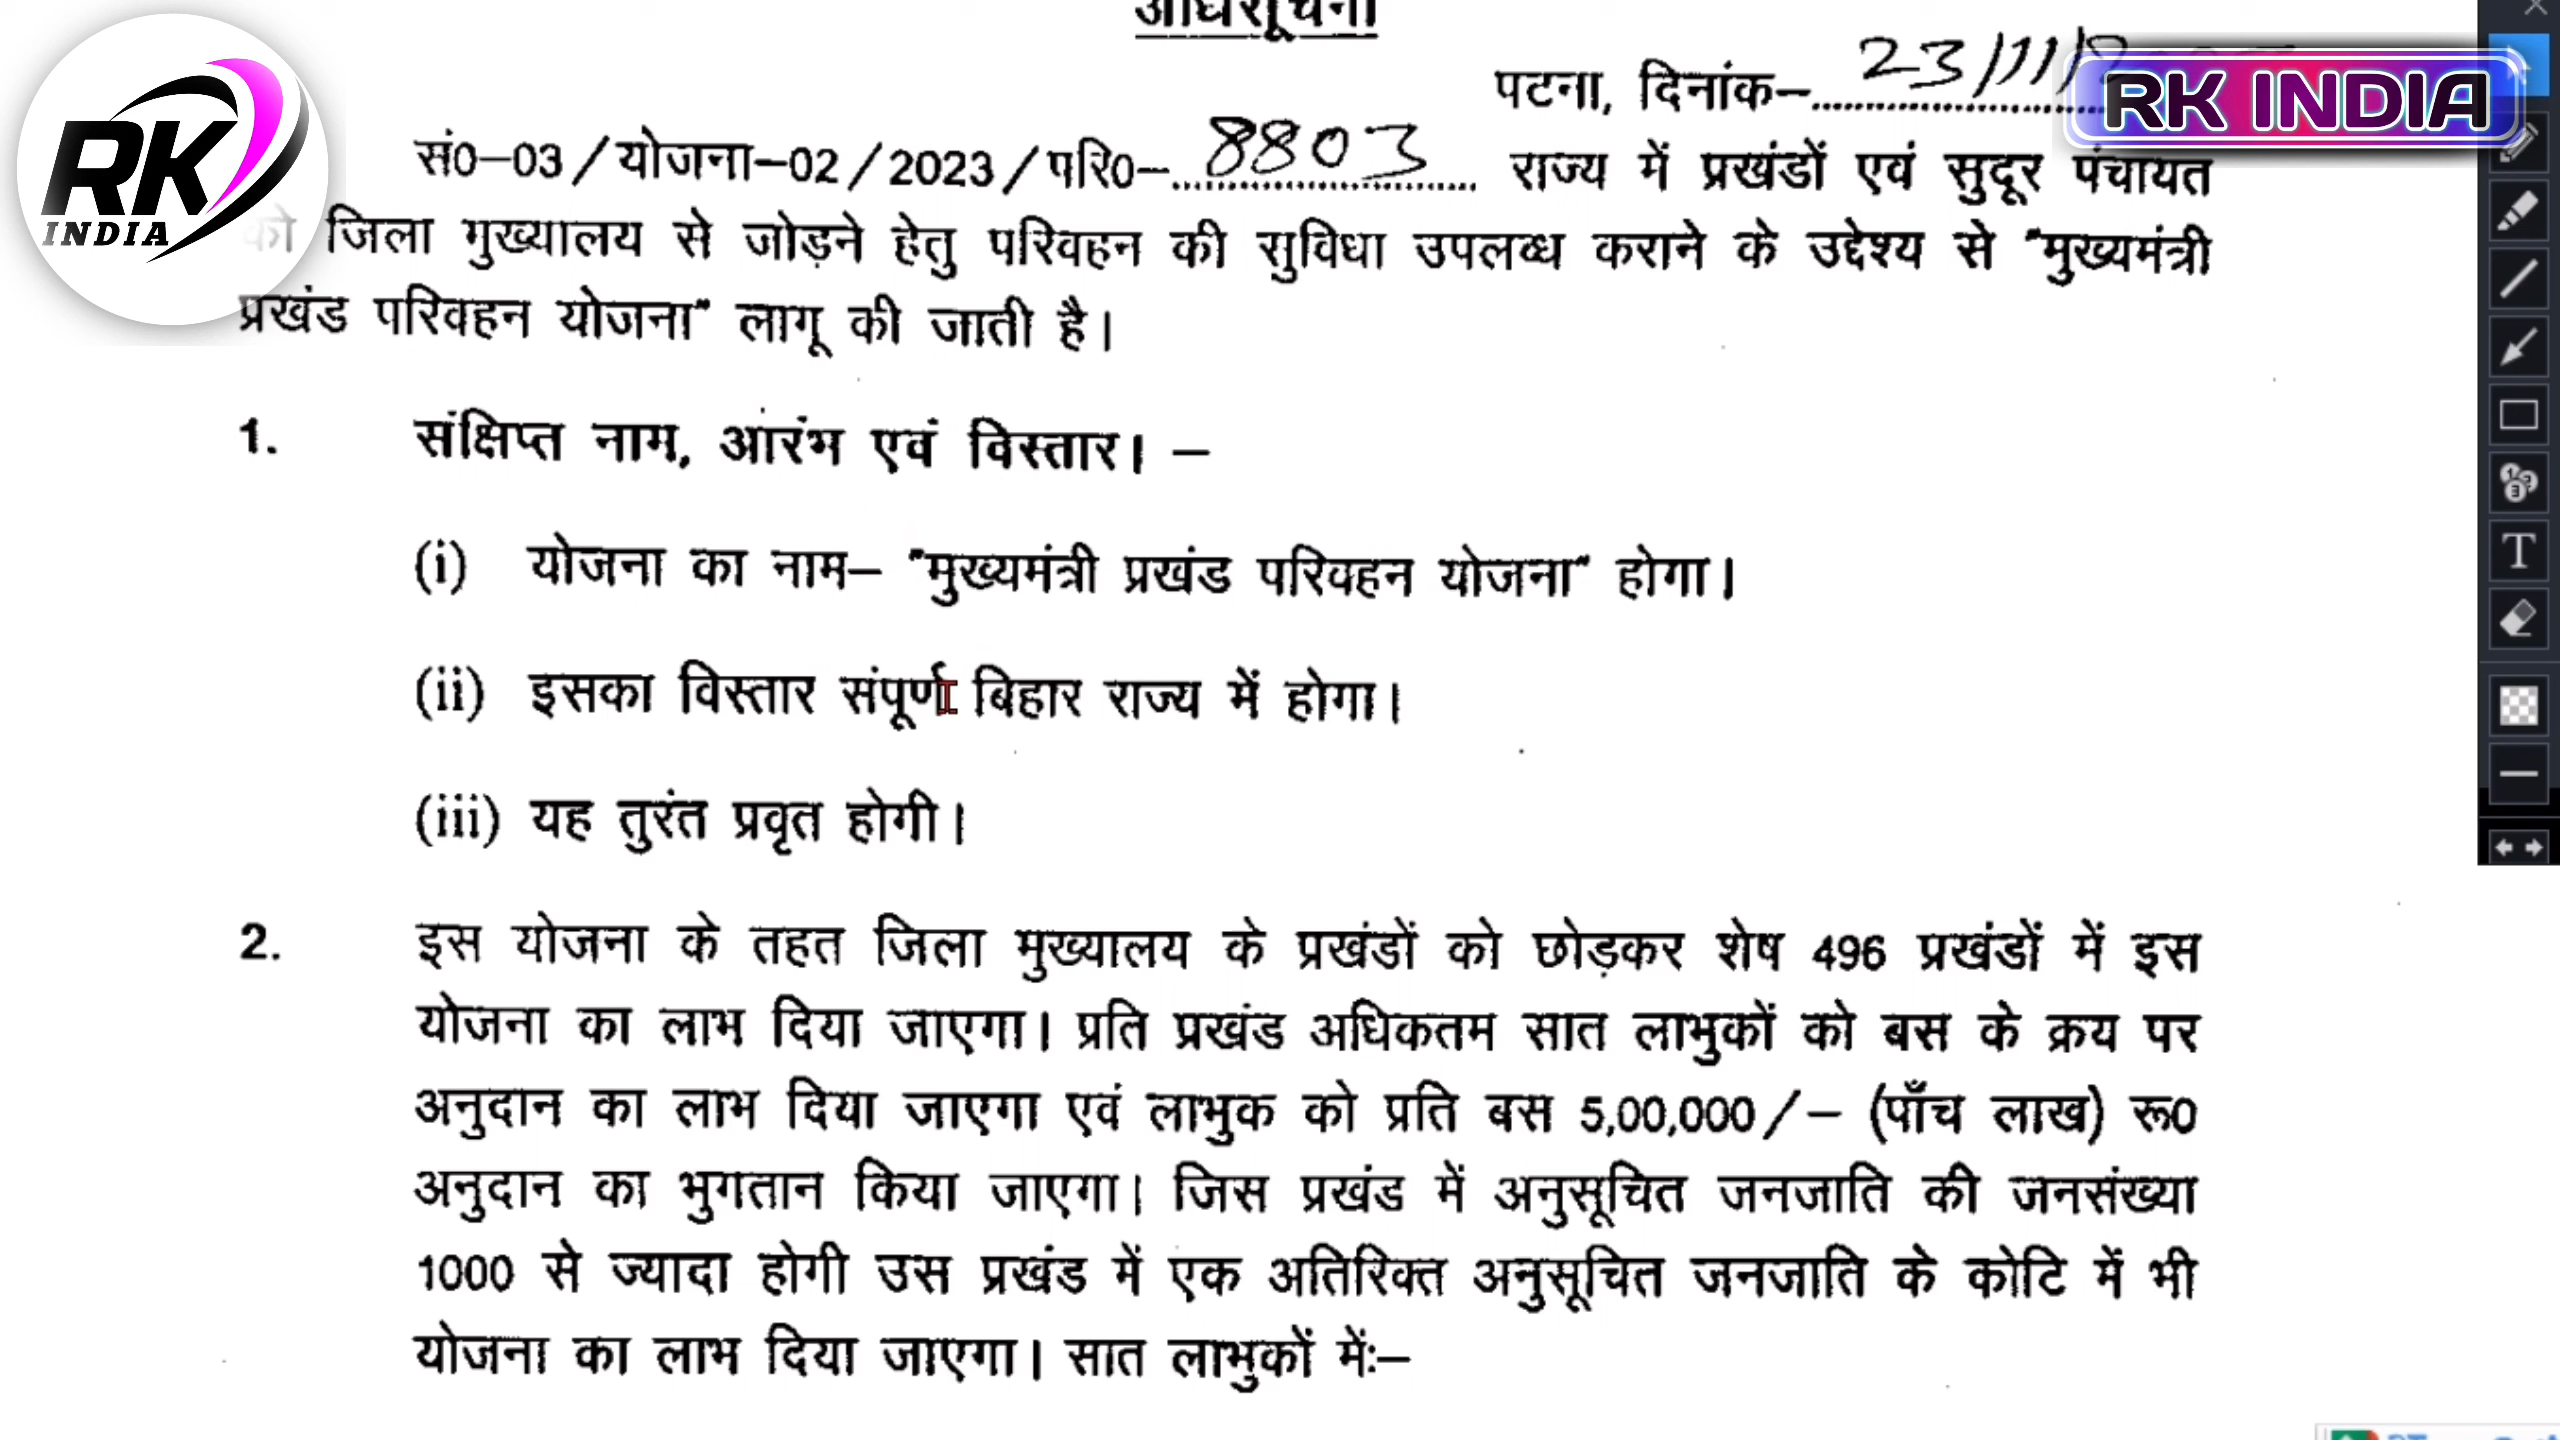 अधिसूचना
पटना, दिनांक–23/11/
RK INDIA
RK
INDIA
सं0–03/योजना–02/2023/परि0–8803 राज्य में प्रखंडों एवं सुदूर पंचायत
को जिला मुख्यालय से जोड़ने हेतु परिवहन की सुविधा उपलब्ध कराने के उद्देश्य से "मुख्यमंत्री
प्रखंड परिवहन योजना" लागू की जाती है।
1. संक्षिप्त नाम, आरंभ एवं विस्तार। –
(i) योजना का नाम– "मुख्यमंत्री प्रखंड परिवहन योजना" होगा।
(ii) इसका विस्तार संपूर्ण बिहार राज्य में होगा।
(iii) यह तुरंत प्रवृत होगी।
2. इस योजना के तहत जिला मुख्यालय के प्रखंडों को छोड़कर शेष 496 प्रखंडों में इस
योजना का लाभ दिया जाएगा। प्रति प्रखंड अधिकतम सात लाभुकों को बस के क्रय पर
अनुदान का लाभ दिया जाएगा एवं लाभुक को प्रति बस 5,00,000/– (पाँच लाख) रू0
अनुदान का भुगतान किया जाएगा। जिस प्रखंड में अनुसूचित जनजाति की जनसंख्या
1000 से ज्यादा होगी उस प्रखंड में एक अतिरिक्त अनुसूचित जनजाति के कोटि में भी
योजना का लाभ दिया जाएगा। सात लाभुकों में:–